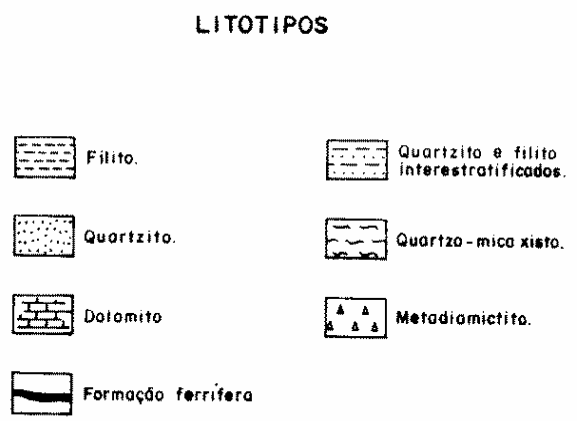 LITOTIPOS
Filito.
Quartzito e filito
interestratificados.
Quartzito.
Quartzo-mica xisto.
Dolomito
Metadiamictito.
Formação ferrífera